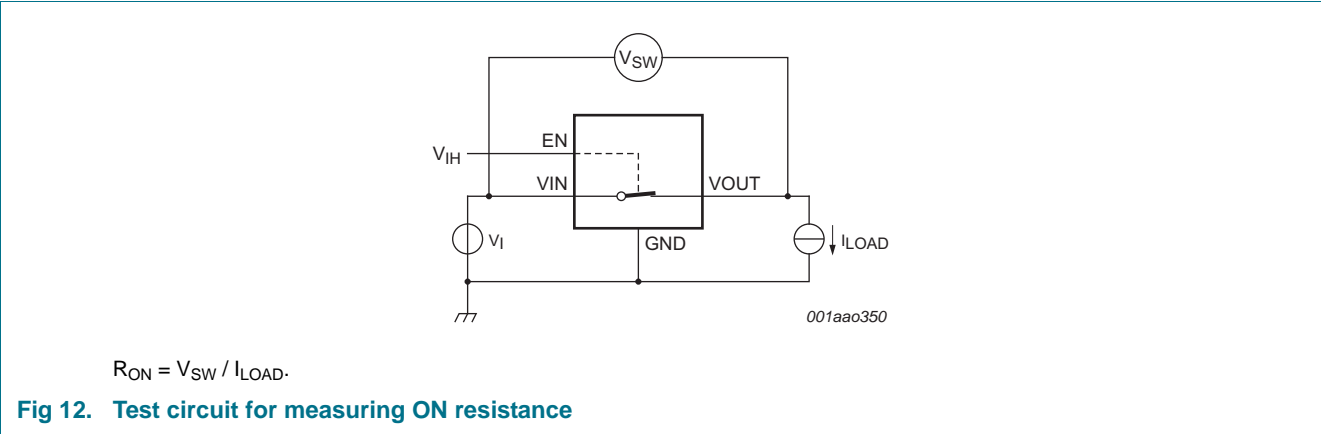 VSW
EN
VIH
VIN
VOUT
VI
GND
ILOAD
001aao350
RON = VSW / ILOAD.
Fig 12. Test circuit for measuring ON resistance